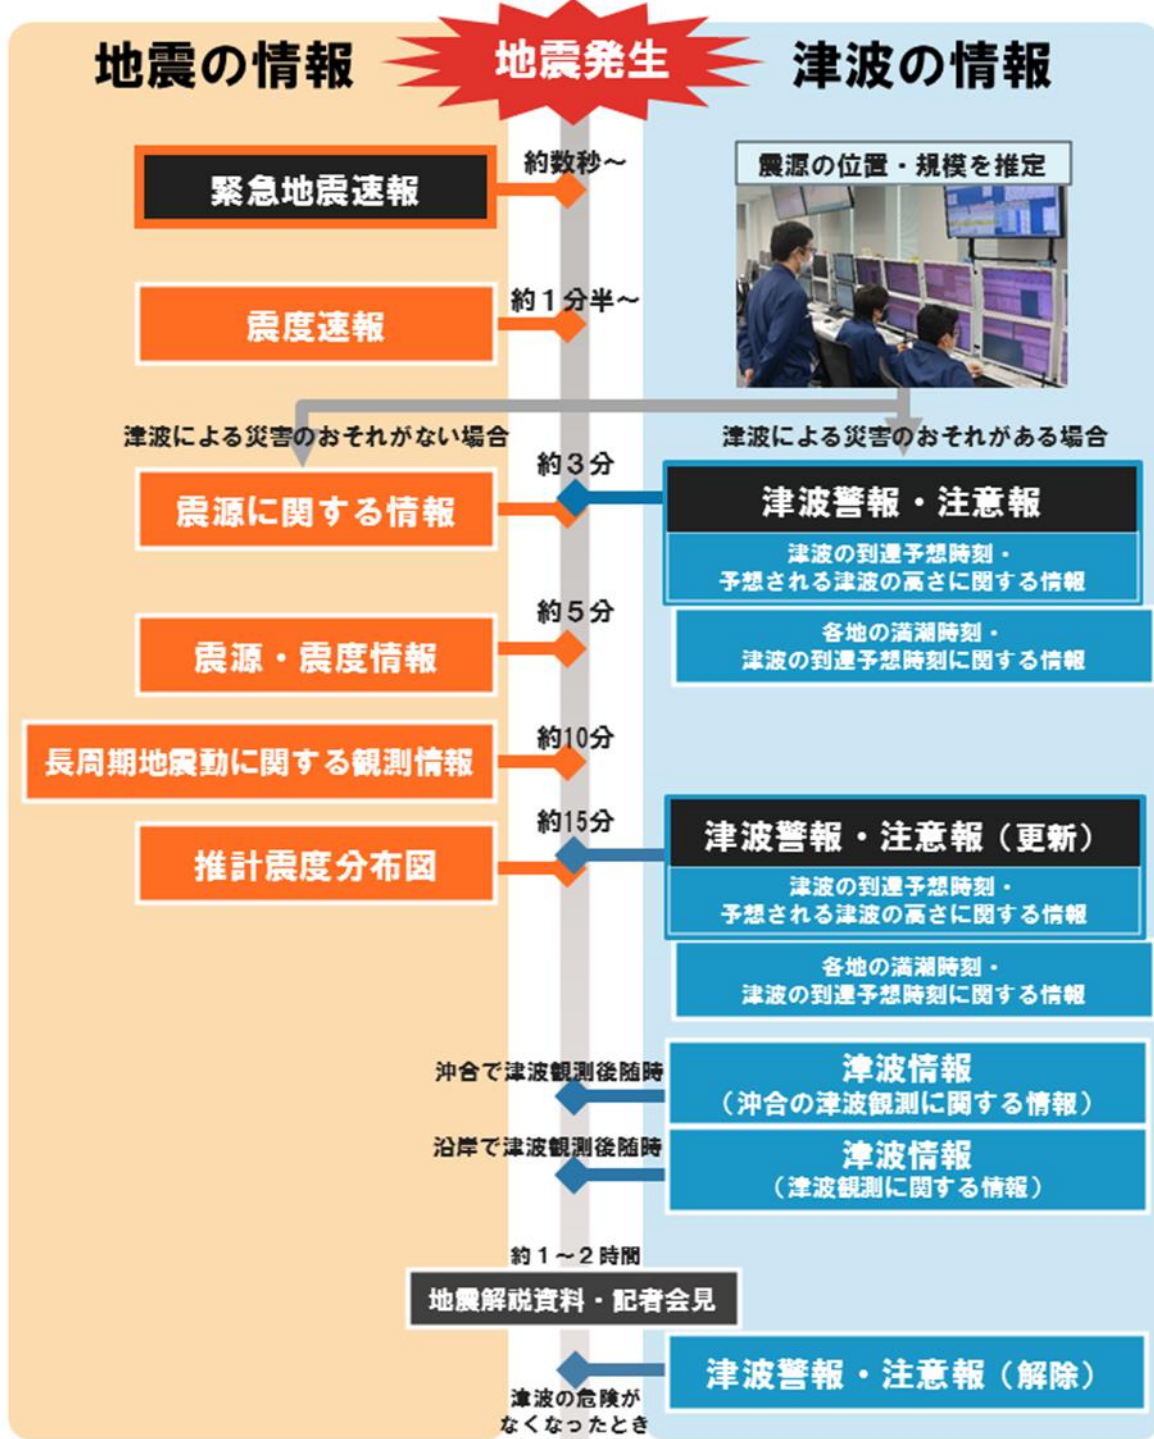 地震の情報
地震発生
津波の情報
緊急地震速報
約数秒～
震源の位置・規模を推定
震度速報
約１分半～
津波による災害のおそれがない場合
津波による災害のおそれがある場合
約３分
震源に関する情報
津波警報・注意報
津波の到達予想時刻・
予想される津波の高さに関する情報
各地の満潮時刻・
津波の到達予想時刻に関する情報
約５分
震源・震度情報
約10分
長周期地震動に関する観測情報
約15分
推計震度分布図
津波警報・注意報（更新）
津波の到達予想時刻・
予想される津波の高さに関する情報
各地の満潮時刻・
津波の到達予想時刻に関する情報
沖合で津波観測後随時
津波情報
（沖合の津波観測に関する情報）
沿岸で津波観測後随時
津波情報
（津波観測に関する情報）
約１～２時間
地震解説資料・記者会見
津波警報・注意報（解除）
津波の危険が
なくなったとき